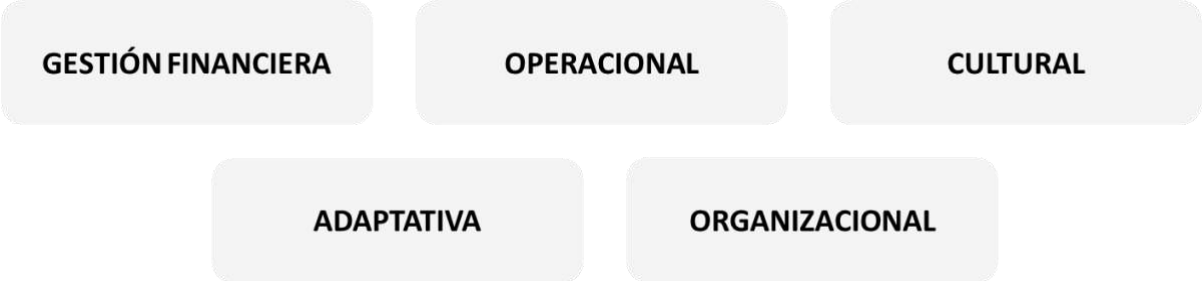 GESTIÓN FINANCIERA
OPERACIONAL
CULTURAL
ADAPTATIVA
ORGANIZACIONAL